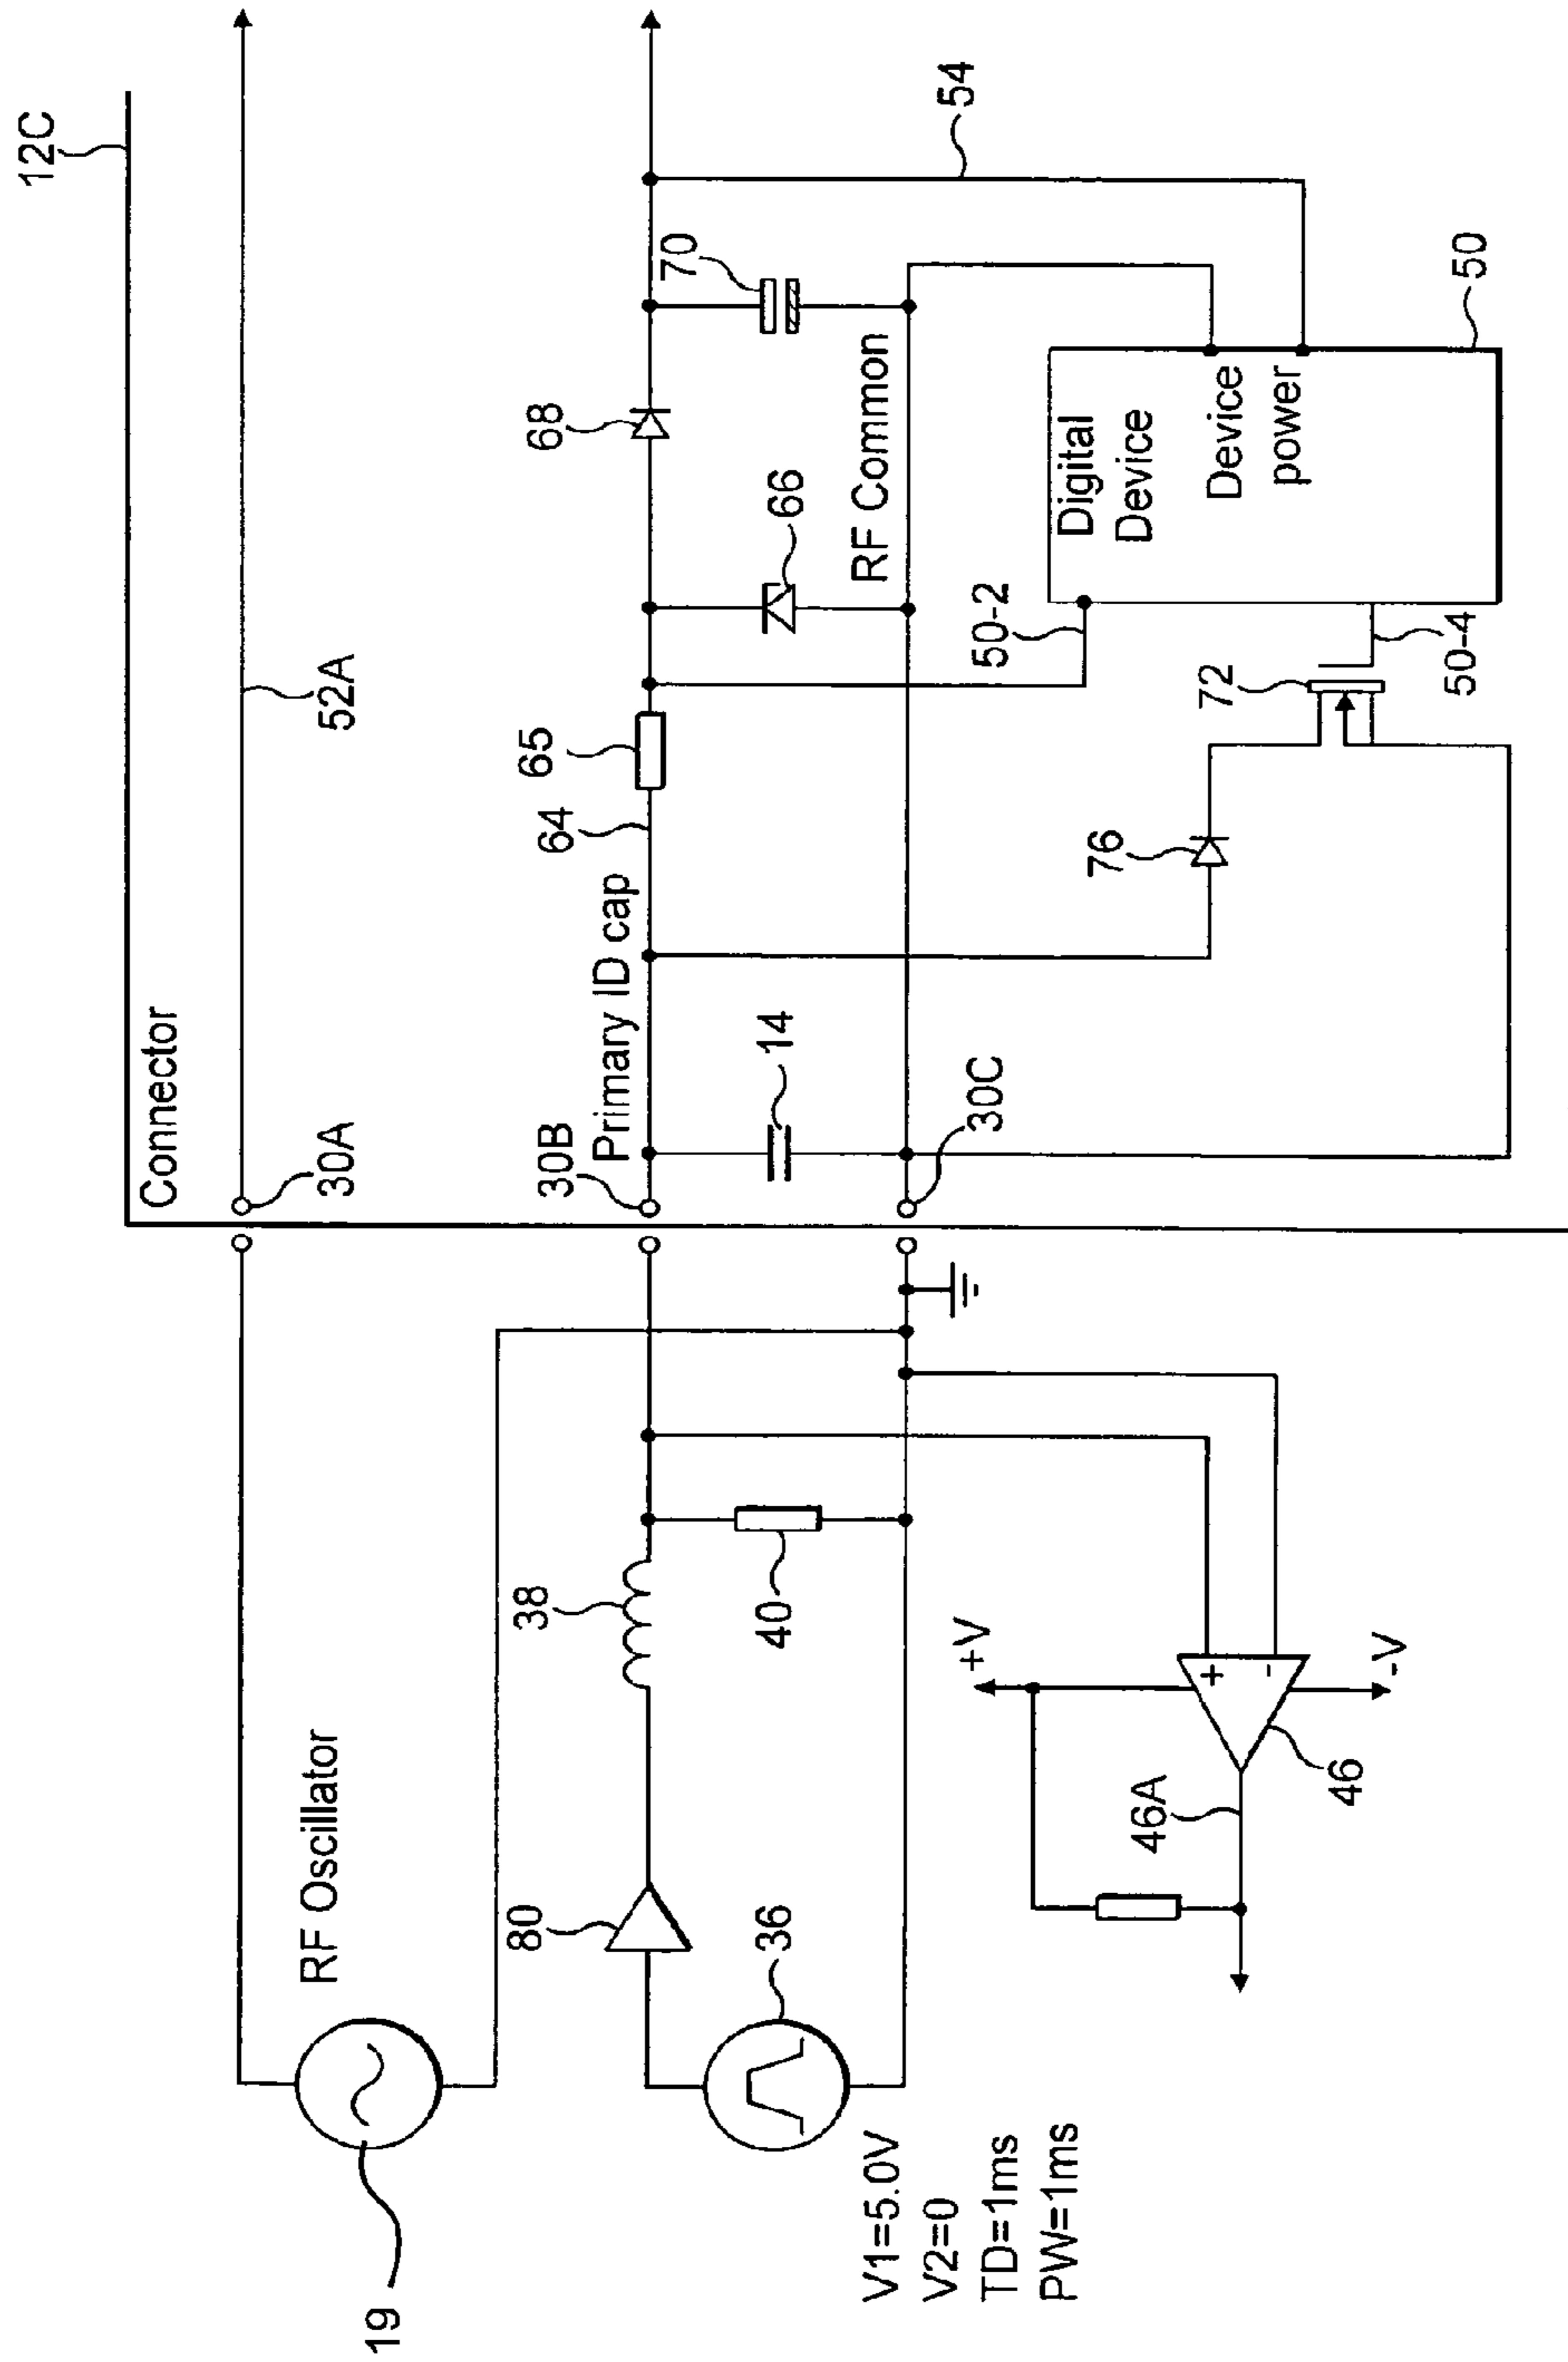 12C
Connector
52A
30A
RF Oscillator
19
54
70
68
66
65
64
Primary ID cap
30B
14
30C
RF Common
50-2
Digital
Device
Device
power
50
50-4
72
76
38
40
80
36
V1=5.0V
V2=0
TD=1ms
PW=1ms
+V
-V
+
-
46A
46